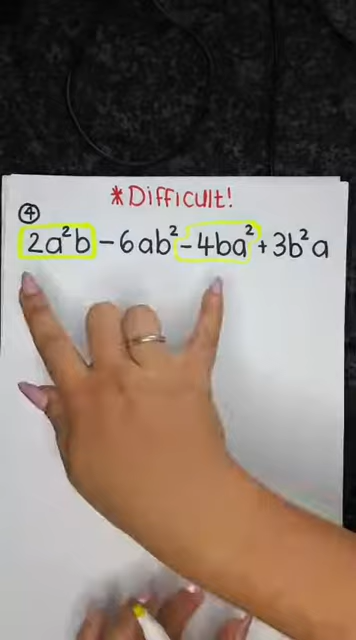 *Difficult!
④
2a²b - 6ab² - 4ba² + 3b²a